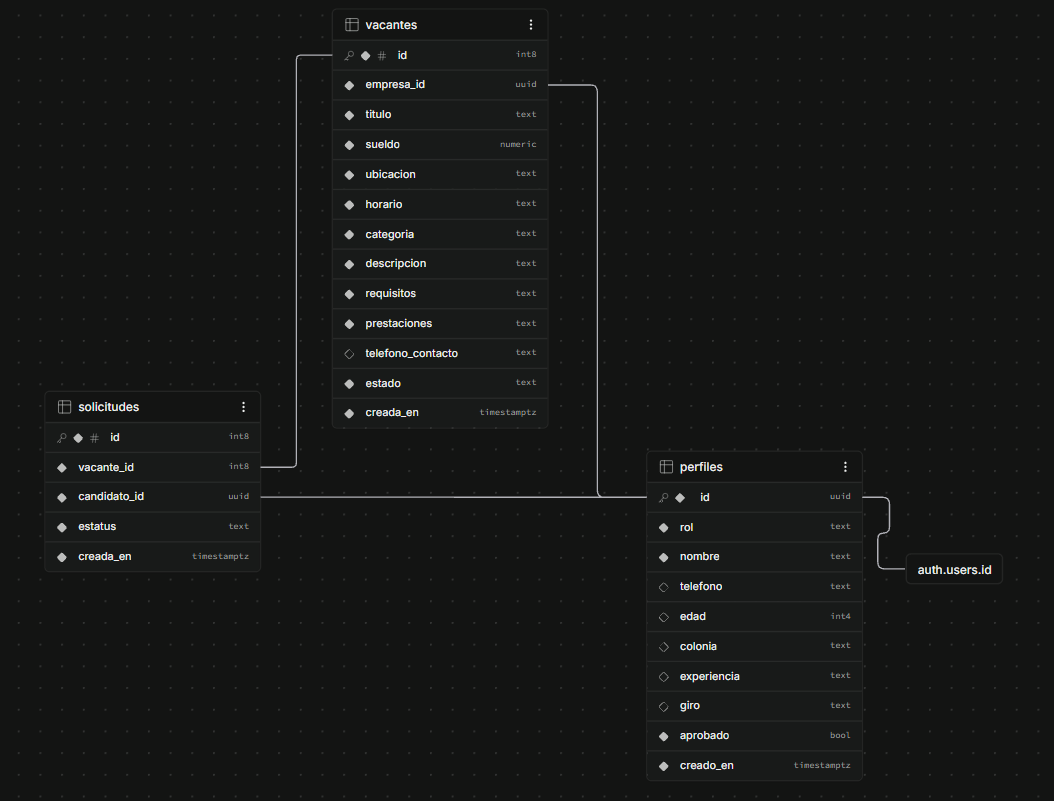 vacantes
# id int8
empresa_id uuid
titulo text
sueldo numeric
ubicacion text
horario text
categoria text
descripcion text
requisitos text
prestaciones text
telefono_contacto text
estado text
creada_en timestamptz
solicitudes
# id int8
vacante_id int8
candidato_id uuid
estatus text
creada_en timestamptz
perfiles
id uuid
rol text
nombre text
telefono text
edad int4
colonia text
experiencia text
giro text
aprobado bool
creado_en timestamptz
auth.users.id